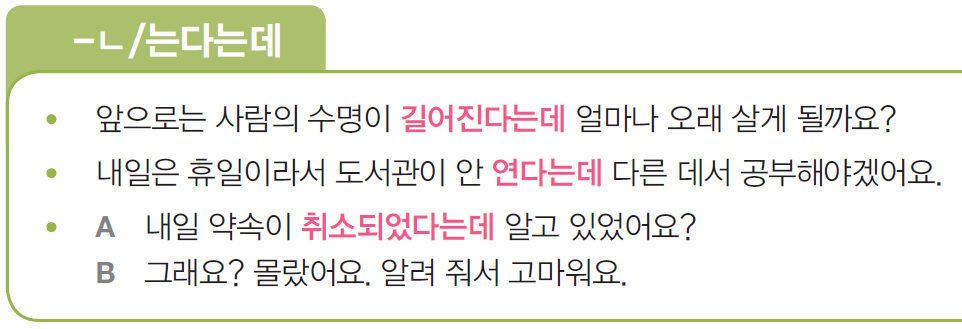 -ㄴ/는다는데
• 앞으로는 사람의 수명이 길어진다는데 얼마나 오래 살게 될까요?
• 내일은 휴일이라서 도서관이 안 연다는데 다른 데서 공부해야겠어요.
• A 내일 약속이 취소되었다는데 알고 있었어요?
B 그래요? 몰랐어요. 알려 줘서 고마워요.